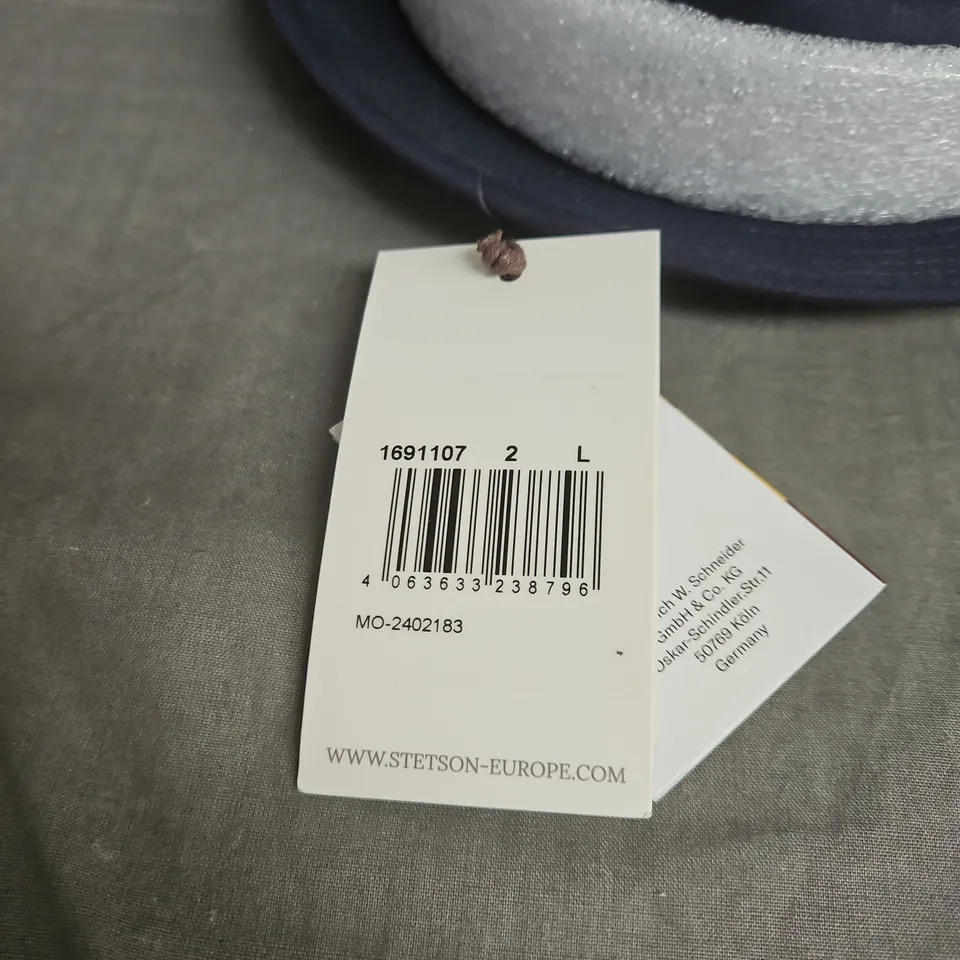 1691107 2 L
4 063633 238796
MO-2402183
WWW.STETSON-EUROPE.COM
W. Schneider
GmbH & Co. KG
Oskar-Schindler.Str.11
50769 Köln
Germany